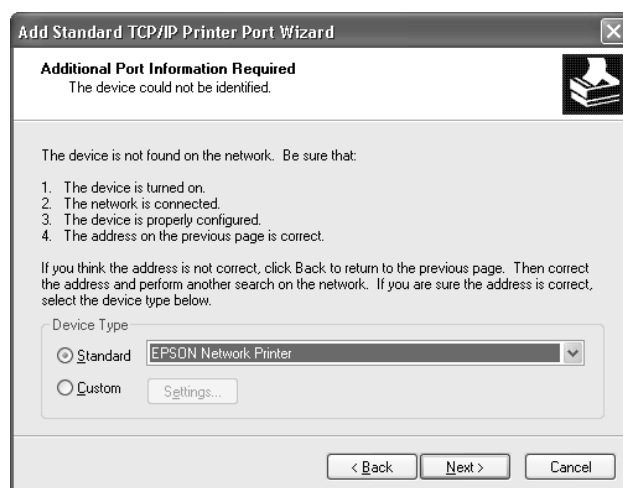 Add Standard TCP/IP Printer Port Wizard
Additional Port Information Required
The device could not be identified.
The device is not found on the network. Be sure that:
1. The device is turned on.
2. The network is connected.
3. The device is properly configured.
4. The address on the previous page is correct.
If you think the address is not correct, click Back to return to the previous page. Then correct
the address and perform another search on the network. If you are sure the address is correct,
select the device type below.
Device Type
Standard EPSON Network Printer
Custom Settings...
< Back Next > Cancel